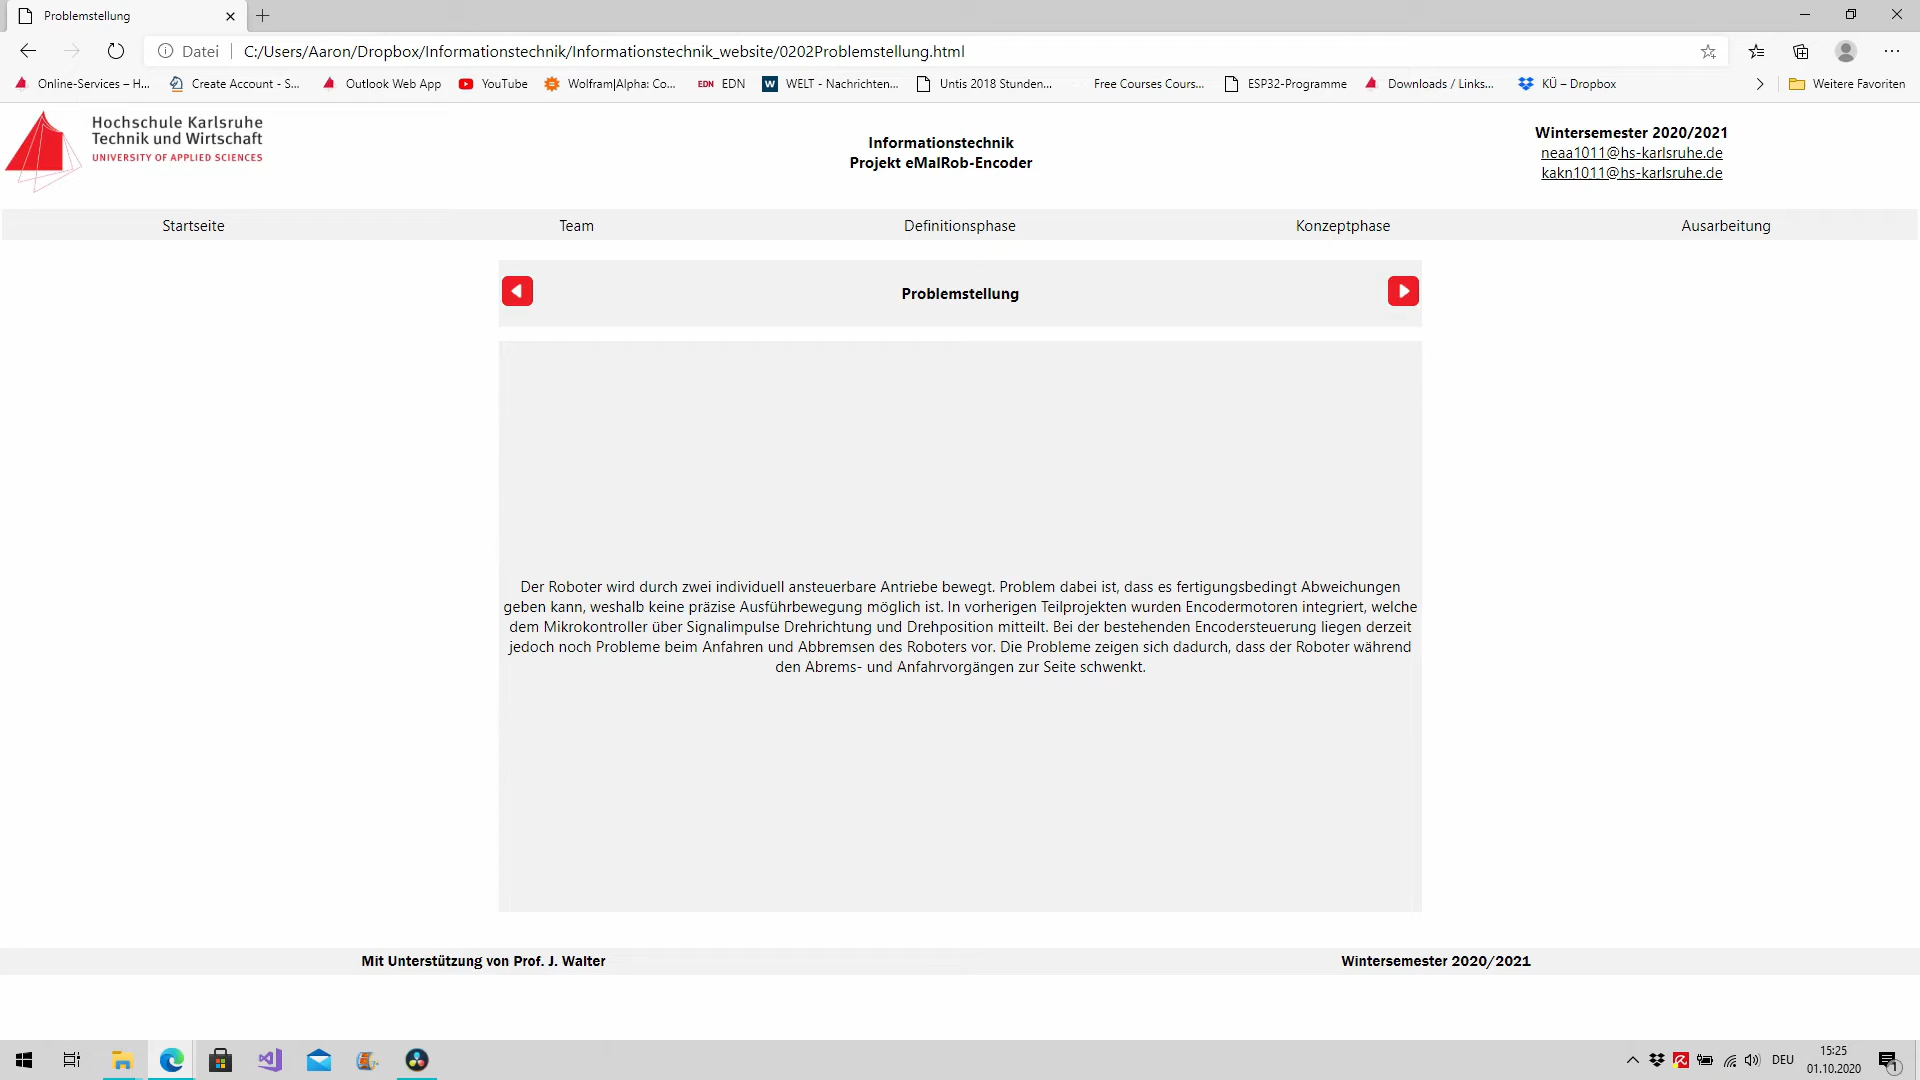 Problemstellung
Datei
C:/Users/Aaron/Dropbox/Informationstechnik/Informationstechnik_website/0202Problemstellung.html
Online-Services – H... Create Account - S... Outlook Web App YouTube Wolfram|Alpha: Co... EDN EDN W WELT - Nachrichten... Untis 2018 Stunden... Free Courses Cours... ESP32-Programme Downloads / Links... KÜ – Dropbox Weitere Favoriten
Hochschule Karlsruhe
Technik und Wirtschaft
UNIVERSITY OF APPLIED SCIENCES
Informationstechnik
Projekt eMalRob-Encoder
Wintersemester 2020/2021
neaa1011@hs-karlsruhe.de
kakn1011@hs-karlsruhe.de
Startseite Team Definitionsphase Konzeptphase Ausarbeitung
Problemstellung
Der Roboter wird durch zwei individuell ansteuerbare Antriebe bewegt. Problem dabei ist, dass es fertigungsbedingt Abweichungen
geben kann, weshalb keine präzise Ausführbewegung möglich ist. In vorherigen Teilprojekten wurden Encodermotoren integriert, welche
dem Mikrokontroller über Signalimpulse Drehrichtung und Drehposition mitteilt. Bei der bestehenden Encodersteuerung liegen derzeit
jedoch noch Probleme beim Anfahren und Abbremsen des Roboters vor. Die Probleme zeigen sich dadurch, dass der Roboter während
den Abrems- und Anfahrvorgängen zur Seite schwenkt.
Mit Unterstützung von Prof. J. Walter Wintersemester 2020/2021
DEU
15:25
01.10.2020
1